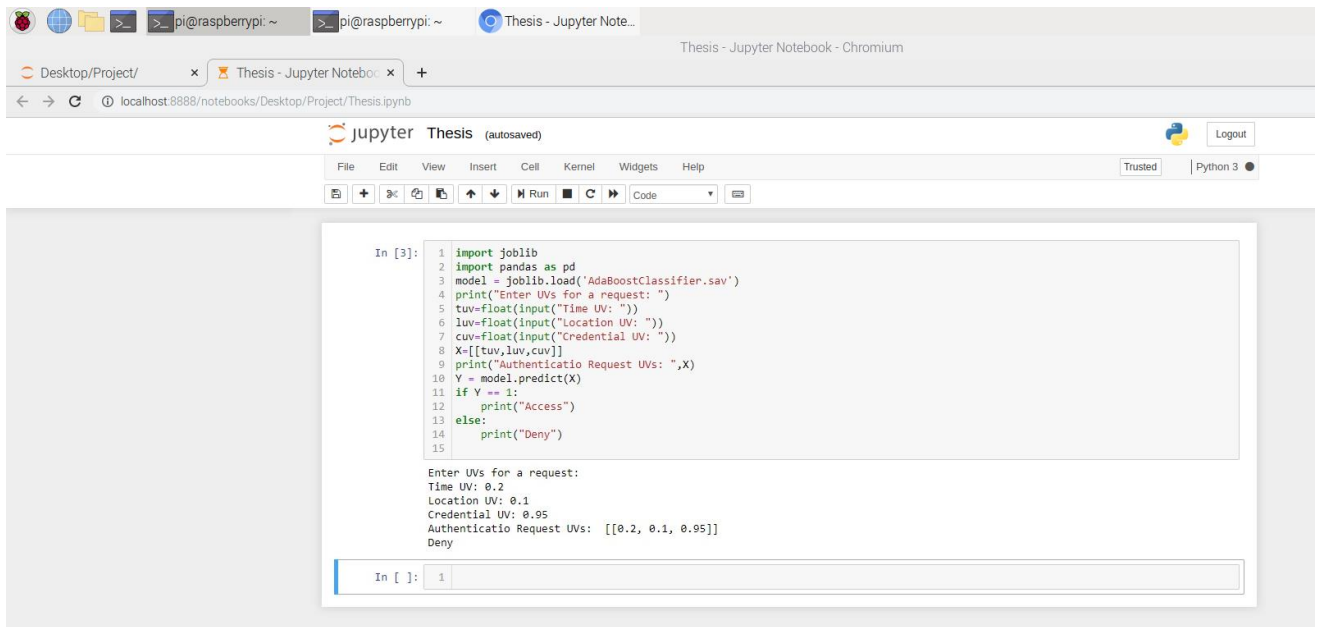 pi@raspberrypi: ~ pi@raspberrypi: ~ Thesis - Jupyter Note...
Thesis - Jupyter Notebook - Chromium
Desktop/Project/ × Thesis - Jupyter Noteboo × +
localhost:8888/notebooks/Desktop/Project/Thesis.ipynb
jupyter Thesis (autosaved) Logout
File Edit View Insert Cell Kernel Widgets Help Trusted Python 3
Run Code
In [3]: 1 import joblib
2 import pandas as pd
3 model = joblib.load('AdaBoostClassifier.sav')
4 print("Enter UVs for a request: ")
5 tuv=float(input("Time UV: "))
6 luv=float(input("Location UV: "))
7 cuv=float(input("Credential UV: "))
8 X=[[tuv,luv,cuv]]
9 print("Authenticatio Request UVs: ",X)
10 Y = model.predict(X)
11 if Y == 1:
12     print("Access")
13 else:
14     print("Deny")
15
Enter UVs for a request:
Time UV: 0.2
Location UV: 0.1
Credential UV: 0.95
Authenticatio Request UVs:  [[0.2, 0.1, 0.95]]
Deny
In [ ]: 1